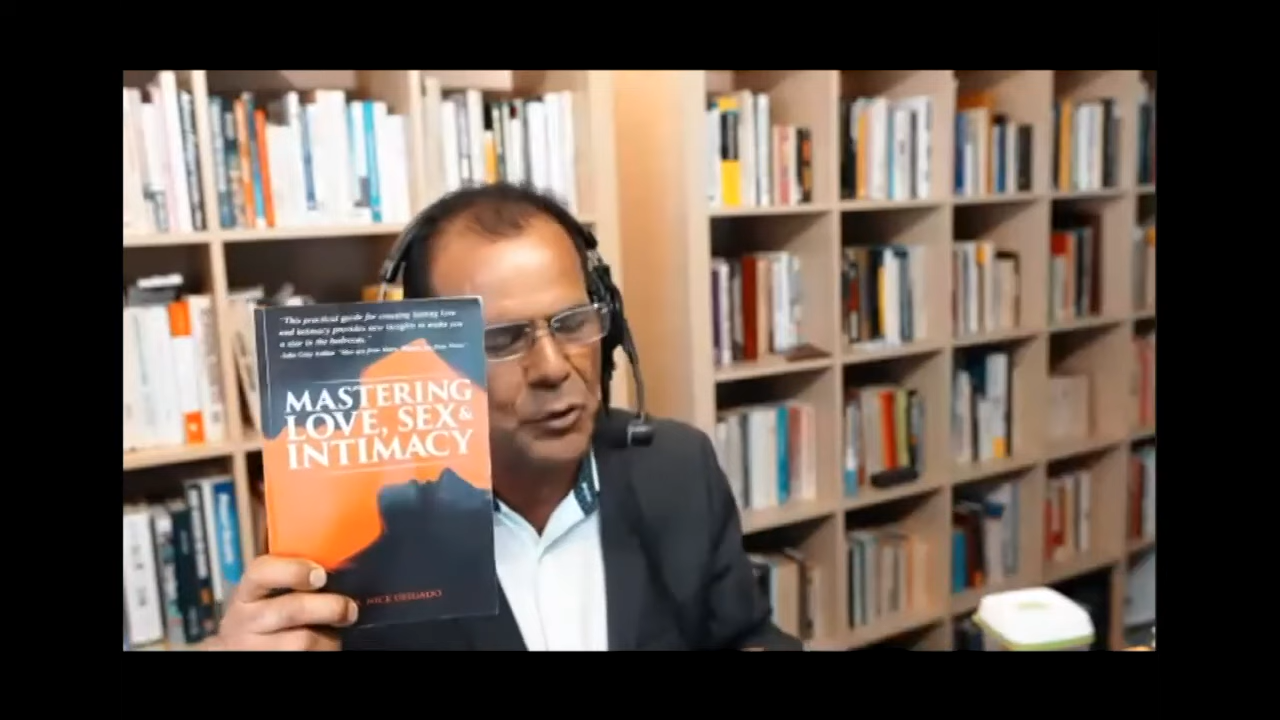 "This practical guide for creating lasting love
and intimacy provides new insights to make you
a star in the bedroom."
MASTERING
LOVE, SEX &
INTIMACY
NICK DELGADO